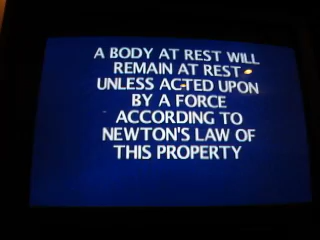 A BODY AT REST WILL
REMAIN AT REST
UNLESS ACTED UPON
BY A FORCE
ACCORDING TO
NEWTON'S LAW OF
THIS PROPERTY